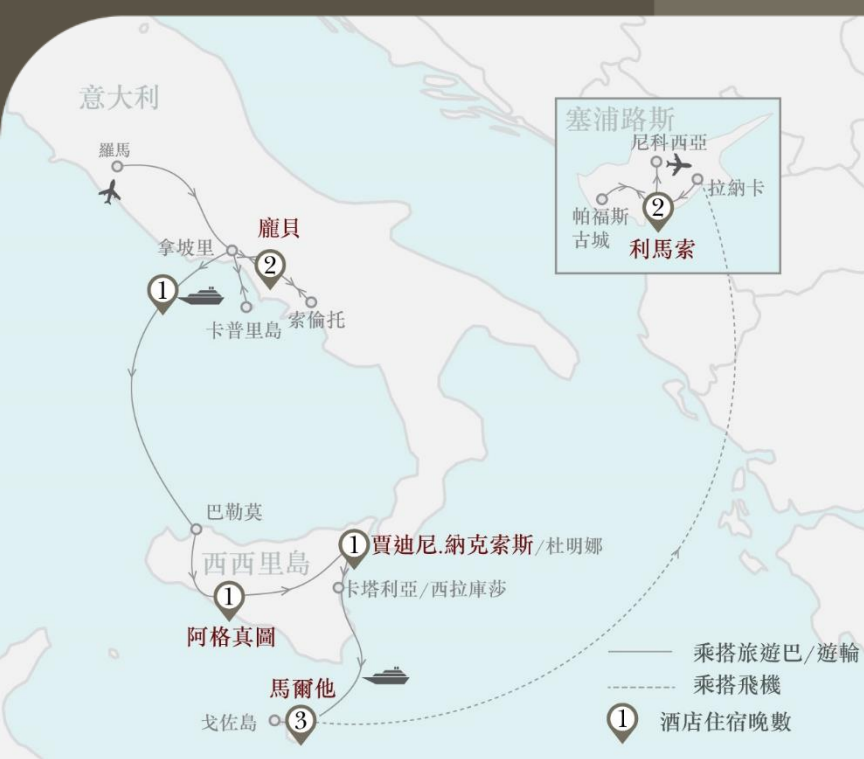 意大利
羅馬
龐貝
拿坡里
2
1
卡普里島
索倫托
塞浦路斯
尼科西亞
拉納卡
2
帕福斯
古城
利馬索
巴勒莫
1
賈迪尼.納克索斯/杜明娜
西西里島
卡塔利亞/西拉庫莎
1
阿格真圖
馬爾他
戈佐島
3
乘搭旅遊巴/遊輪
乘搭飛機
1
酒店住宿晚數